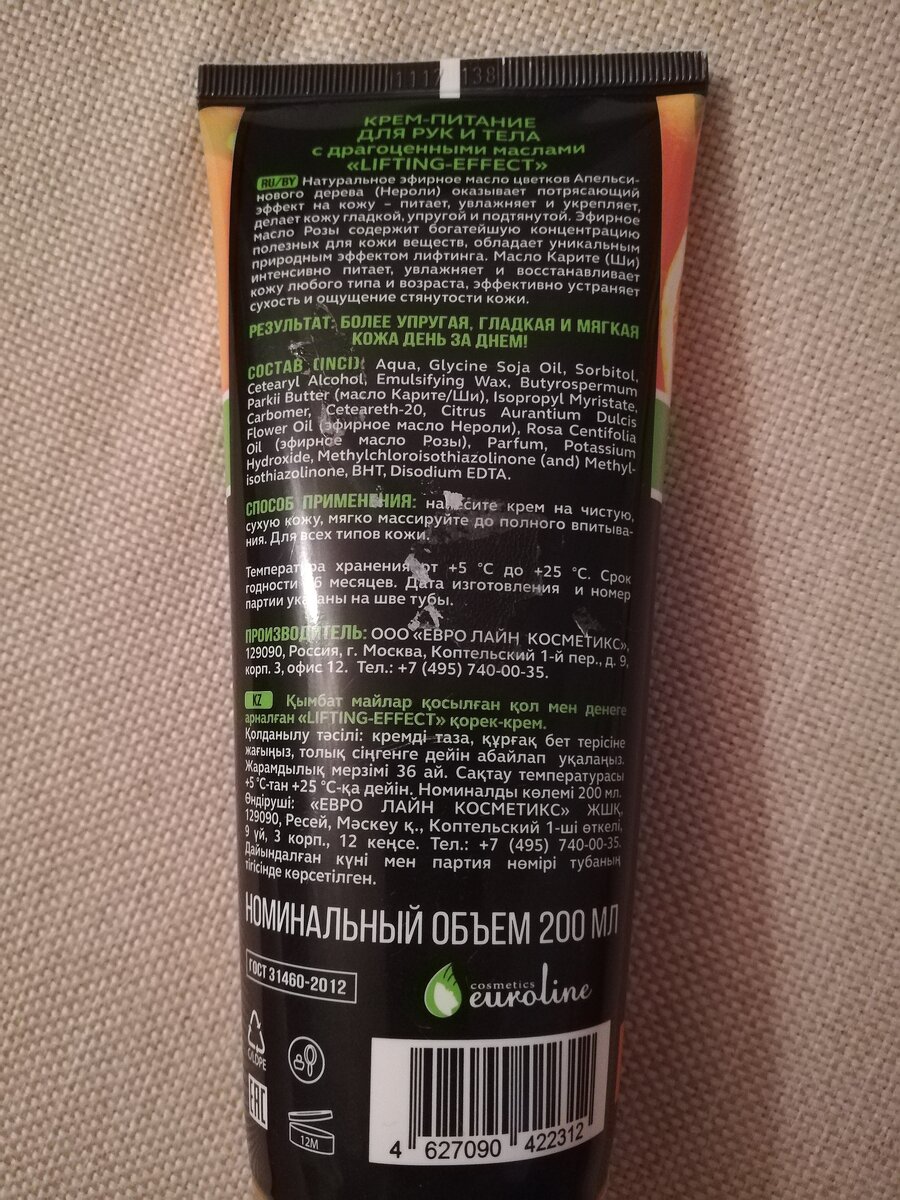 1117 138
КРЕМ-ПИТАНИЕ
ДЛЯ РУК И ТЕЛА
с драгоценными маслами
«LIFTING-EFFECT»
RU/BY Натуральное эфирное масло цветков Апельси-
нового дерева (Нероли) оказывает потрясающий
эффект на кожу – питает, увлажняет и укрепляет,
делает кожу гладкой, упругой и подтянутой. Эфирное
масло Розы содержит богатейшую концентрацию
полезных для кожи веществ, обладает уникальным
природным эффектом лифтинга. Масло Карите (Ши)
интенсивно питает, увлажняет и восстанавливает
кожу любого типа и возраста, эффективно устраняет
сухость и ощущение стянутости кожи.
РЕЗУЛЬТАТ: БОЛЕЕ УПРУГАЯ, ГЛАДКАЯ И МЯГКАЯ
КОЖА ДЕНЬ ЗА ДНЕМ!
СОСТАВ (INCI): Aqua, Glycine Soja Oil, Sorbitol,
Cetearyl Alcohol, Emulsifying Wax, Butyrospermum
Parkii Butter (масло Карите/Ши), Isopropyl Myristate,
Carbomer, Ceteareth-20, Citrus Aurantium Dulcis
Flower Oil (эфирное масло Нероли), Rosa Centifolia
Oil (эфирное масло Розы), Parfum, Potassium
Hydroxide, Methylchloroisothiazolinone (and) Methyl-
isothiazolinone, BHT, Disodium EDTA.
СПОСОБ ПРИМЕНЕНИЯ: нанесите крем на чистую,
сухую кожу, мягко массируйте до полного впитыва-
ния. Для всех типов кожи.
Температура хранения от +5 °C до +25 °C. Срок
годности 36 месяцев. Дата изготовления и номер
партии указаны на шве тубы.
ПРОИЗВОДИТЕЛЬ: ООО «ЕВРО ЛАЙН КОСМЕТИКС»,
129090, Россия, г. Москва, Коптельский 1-й пер., д. 9,
корп. 3, офис 12. Тел.: +7 (495) 740-00-35.
KZ Қымбат майлар қосылған қол мен денеге
арналған «LIFTING-EFFECT» қорек-крем.
Қолданылу тәсілі: кремді таза, құрғақ бет терісіне
жағыңыз, толық сіңгенге дейін абайлап уқалаңыз.
Жарамдылық мерзімі 36 ай. Сақтау температурасы
+5 °C-тан +25 °C-қа дейін. Номиналды көлемі 200 мл.
Өндіруші: «ЕВРО ЛАЙН КОСМЕТИКС» ЖШҚ,
129090, Ресей, Мәскеу қ., Коптельский 1-ші өткелі,
9 үй, 3 корп., 12 кеңсе. Тел.: +7 (495) 740-00-35.
Дайындалған күні мен партия нөмірі тубаның
тігісінде көрсетілген.
НОМИНАЛЬНЫЙ ОБЪЕМ 200 МЛ
ГОСТ 31460-2012
cosmetics
euroline
C/LDPE
EAC
12M
4 627090 422312